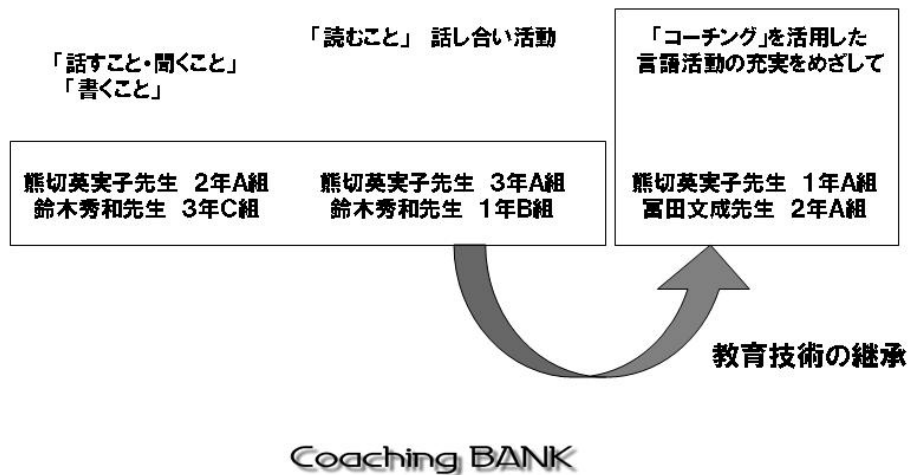 「話すこと・聞くこと」
「書くこと」
「読むこと」 話し合い活動
「コーチング」を活用した
言語活動の充実をめざして
熊切英実子先生 2年A組
鈴木秀和先生 3年C組
熊切英実子先生 3年A組
鈴木秀和先生 1年B組
熊切英実子先生 1年A組
冨田文成先生 2年A組
教育技術の継承
Coaching BANK